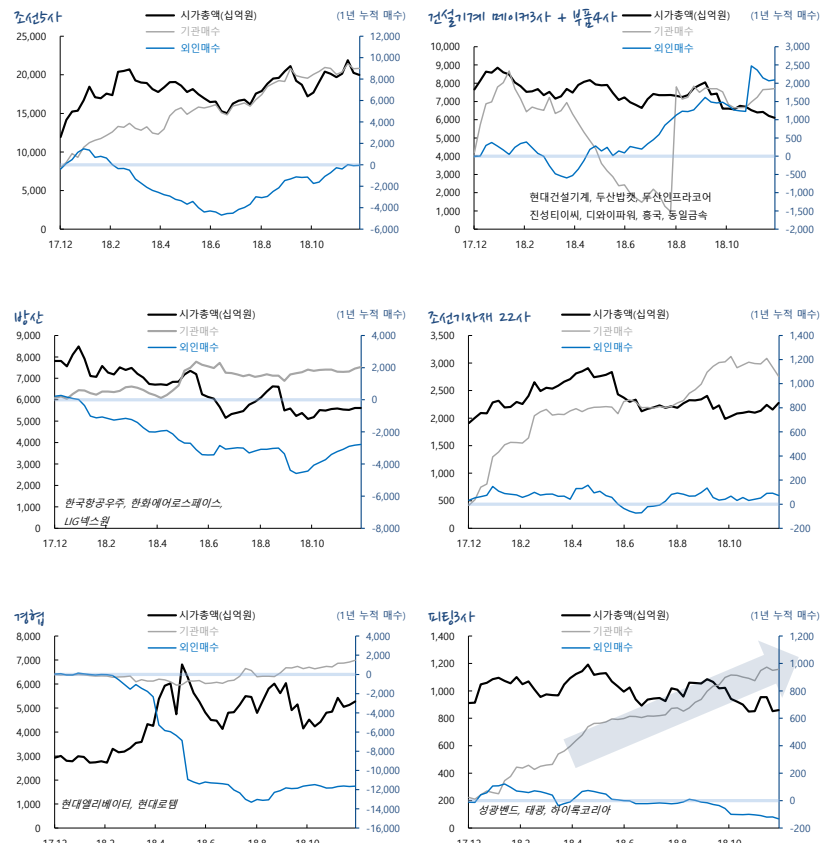 조선5사
시가총액(십억원)
기관매수
외인매수
(1년 누적 매수)
25,000
20,000
15,000
10,000
5,000
0
12,000
10,000
8,000
6,000
4,000
2,000
0
-2,000
-4,000
-6,000
17.12 18.2 18.4 18.6 18.8 18.10
건설기계 메이커3사 + 부품4사
시가총액(십억원)
기관매수
외인매수
(1년 누적 매수)
10,000
9,000
8,000
7,000
6,000
5,000
4,000
3,000
2,000
1,000
0
3,000
2,500
2,000
1,500
1,000
500
0
-500
-1,000
-1,500
-2,000
현대건설기계, 두산밥캣, 두산인프라코어
진성티이씨, 디와이파워, 흥국, 동일금속
17.12 18.2 18.4 18.6 18.8 18.10
방산
시가총액(십억원)
기관매수
외인매수
(1년 누적 매수)
9,000
8,000
7,000
6,000
5,000
4,000
3,000
2,000
1,000
0
4,000
2,000
0
-2,000
-4,000
-6,000
-8,000
한국항공우주, 한화에어로스페이스,
LIG넥스원
17.12 18.2 18.4 18.6 18.8 18.10
조선기자재 22사
시가총액(십억원)
기관매수
외인매수
(1년 누적 매수)
3,500
3,000
2,500
2,000
1,500
1,000
500
0
1,400
1,200
1,000
800
600
400
200
0
-200
17.12 18.2 18.4 18.6 18.8 18.10
경협
시가총액(십억원)
기관매수
외인매수
(1년 누적 매수)
8,000
7,000
6,000
5,000
4,000
3,000
2,000
1,000
0
4,000
2,000
0
-2,000
-4,000
-6,000
-8,000
-10,000
-12,000
-14,000
-16,000
현대엘리베이터, 현대로템
17.12 18.2 18.4 18.6 18.8 18.10
피팅3사
시가총액(십억원)
기관매수
외인매수
(1년 누적 매수)
1,400
1,200
1,000
800
600
400
200
0
1,200
1,000
800
600
400
200
0
-200
성광벤드, 태광, 하이록코리아
17.12 18.2 18.4 18.6 18.8 18.10